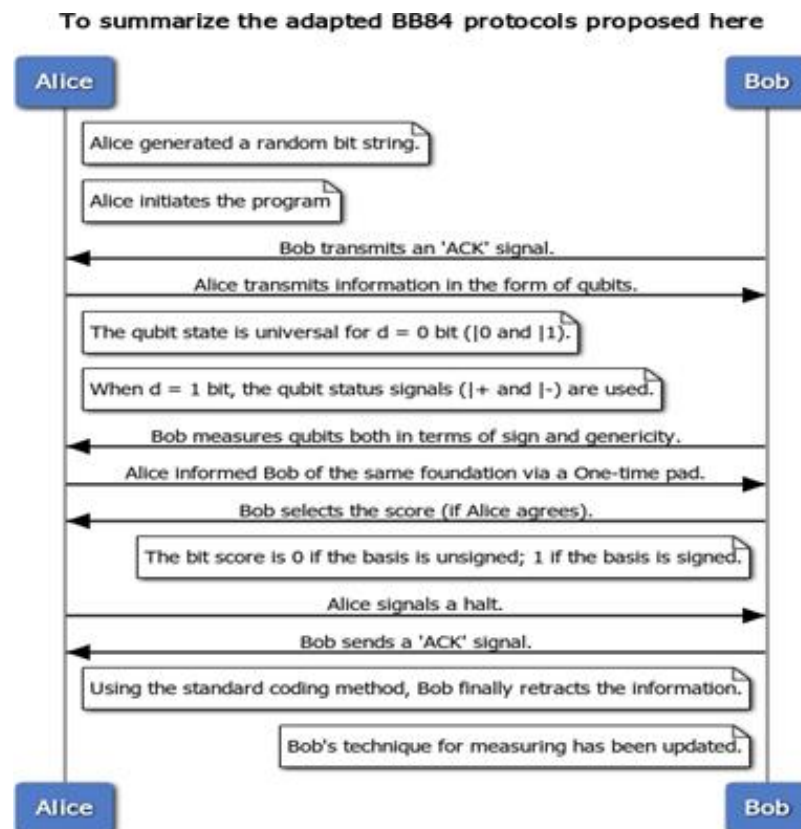 To summarize the adapted BB84 protocols proposed here
Alice
Bob
Alice generated a random bit string.
Alice initiates the program
Bob transmits an 'ACK' signal.
Alice transmits information in the form of qubits.
The qubit state is universal for d = 0 bit (|0 and |1).
When d = 1 bit, the qubit status signals (|+ and |-) are used.
Bob measures qubits both in terms of sign and genericity.
Alice informed Bob of the same foundation via a One-time pad.
Bob selects the score (if Alice agrees).
The bit score is 0 if the basis is unsigned; 1 if the basis is signed.
Alice signals a halt.
Bob sends a 'ACK' signal.
Using the standard coding method, Bob finally retracts the information.
Bob's technique for measuring has been updated.
Alice
Bob